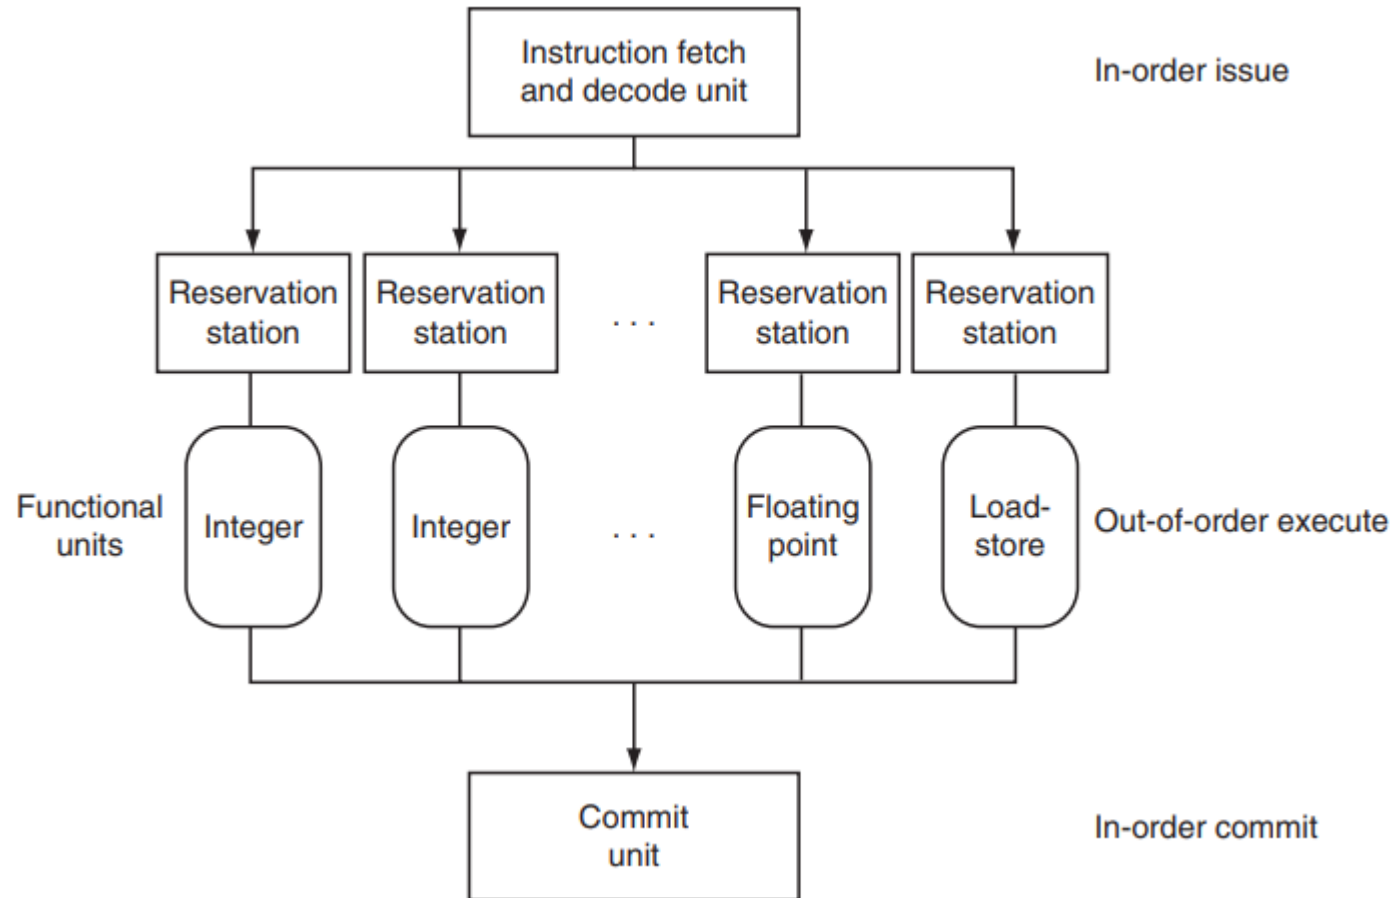 Instruction fetch
and decode unit
In-order issue
Reservation
station
Reservation
station
. . .
Reservation
station
Reservation
station
Functional
units
Integer
Integer
. . .
Floating
point
Load-
store
Out-of-order execute
Commit
unit
In-order commit